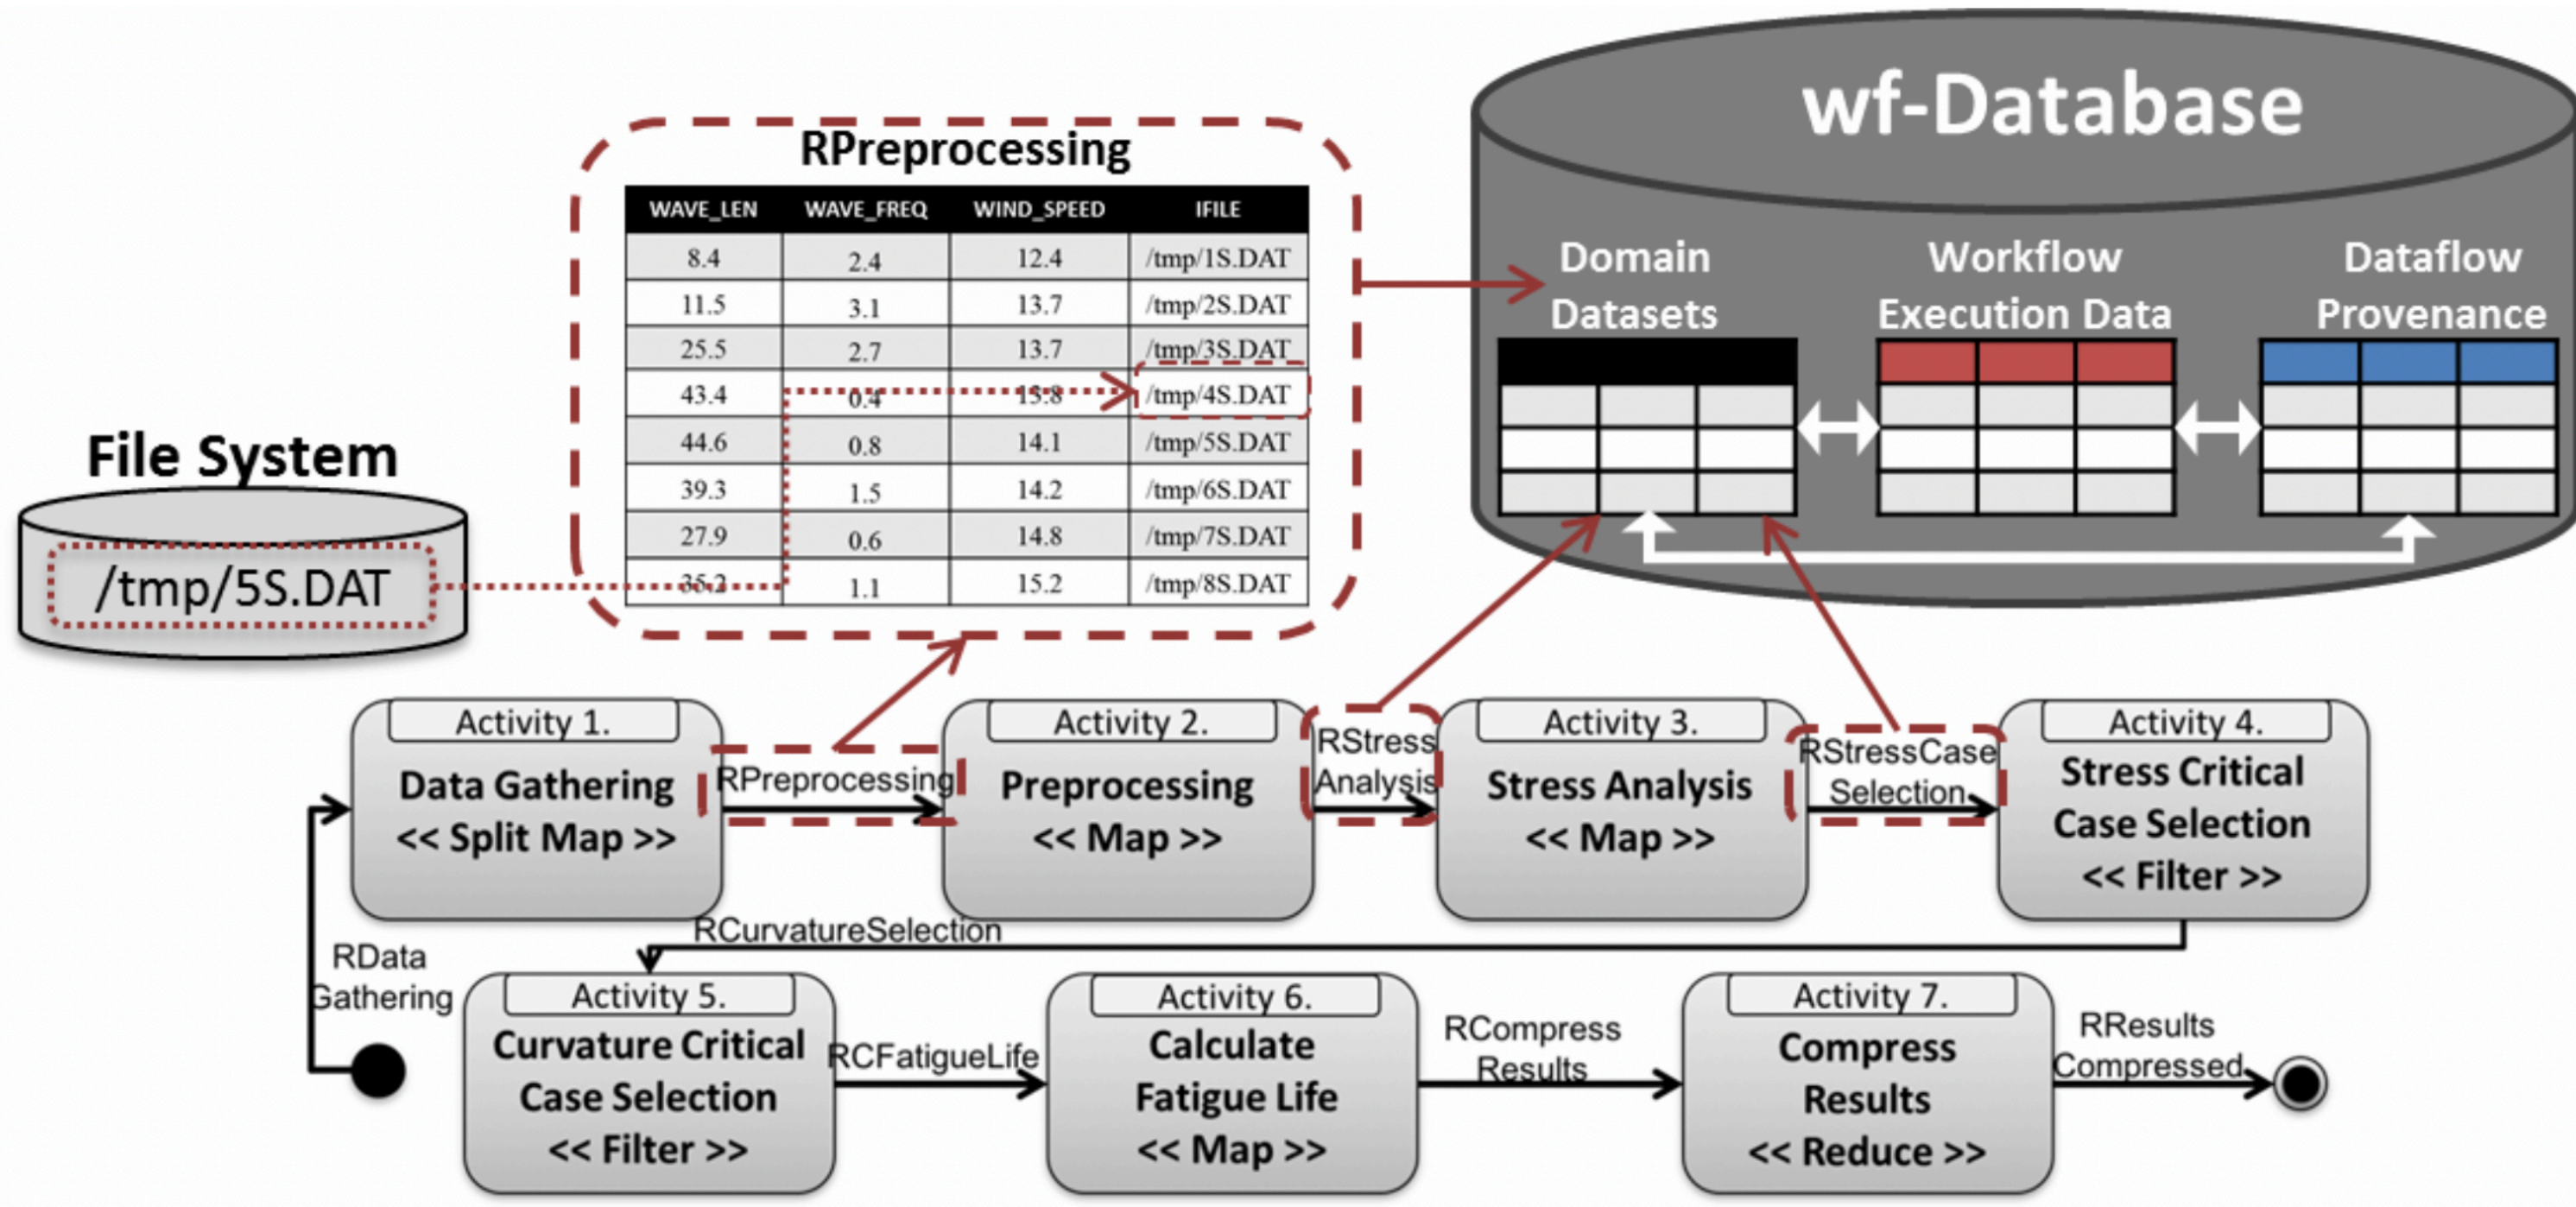 wf-Database
RPreprocessing
WAVE_LEN WAVE_FREQ WIND_SPEED IFILE
8.4 2.4 12.4 /tmp/1S.DAT
11.5 3.1 13.7 /tmp/2S.DAT
25.5 2.7 13.7 /tmp/3S.DAT
43.4 0.4 15.8 /tmp/4S.DAT
44.6 0.8 14.1 /tmp/5S.DAT
39.3 1.5 14.2 /tmp/6S.DAT
27.9 0.6 14.8 /tmp/7S.DAT
35.2 1.1 15.2 /tmp/8S.DAT
Domain
Datasets
Workflow
Execution Data
Dataflow
Provenance
File System
/tmp/5S.DAT
Activity 1.
Data Gathering
<< Split Map >>
RPreprocessing
Activity 2.
Preprocessing
<< Map >>
RStress
Analysis
Activity 3.
Stress Analysis
<< Map >>
RStressCase
Selection
Activity 4.
Stress Critical
Case Selection
<< Filter >>
RCurvatureSelection
RData
Gathering
Activity 5.
Curvature Critical
Case Selection
<< Filter >>
RCFatigueLife
Activity 6.
Calculate
Fatigue Life
<< Map >>
RCompress
Results
Activity 7.
Compress
Results
<< Reduce >>
RResults
Compressed